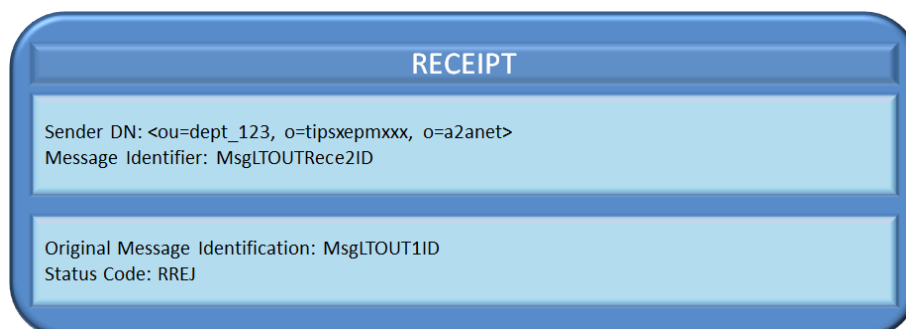 RECEIPT
Sender DN: <ou=dept_123, o=tipsxepmxxx, o=a2anet>
Message Identifier: MsgLTOUTRece2ID
Original Message Identification: MsgLTOUT1ID
Status Code: RREJ